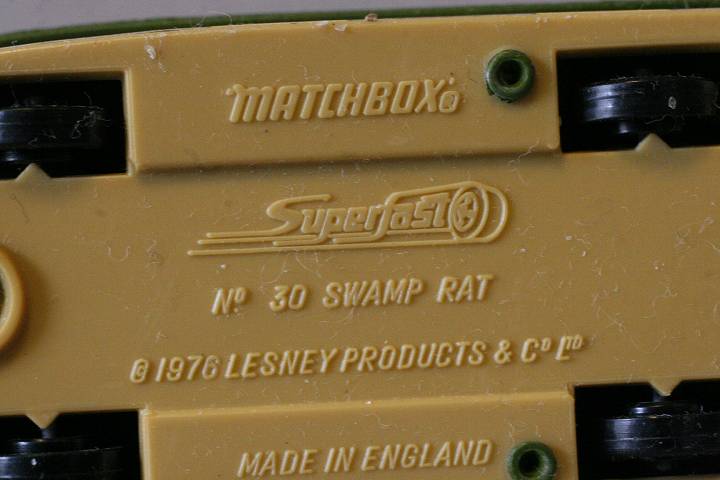 MATCHBOX®
Superfast
Nº 30 SWAMP RAT
© 1976 LESNEY PRODUCTS & Cº Lᵀᴰ
MADE IN ENGLAND